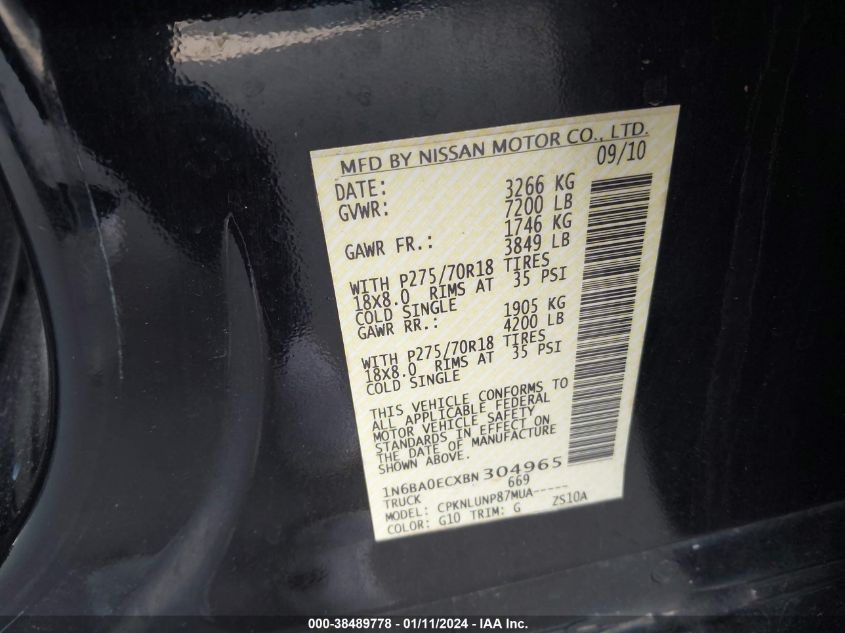 MFD BY NISSAN MOTOR CO., LTD.
DATE: 09/10
GVWR: 3266 KG
7200 LB
GAWR FR.: 1746 KG
3849 LB
WITH P275/70R18 TIRES
18X8.0 RIMS AT 35 PSI
COLD SINGLE
GAWR RR.: 1905 KG
4200 LB
WITH P275/70R18 TIRES
18X8.0 RIMS AT 35 PSI
COLD SINGLE
THIS VEHICLE CONFORMS TO
ALL APPLICABLE FEDERAL
MOTOR VEHICLE SAFETY
STANDARDS IN EFFECT ON
THE DATE OF MANUFACTURE
SHOWN ABOVE.
1N6BA0ECXBN304965
TRUCK 669
MODEL: CPKNLUNP87MUA-----
COLOR: G10 TRIM: G ZS10A
000-38489778 - 01/11/2024 - IAA Inc.